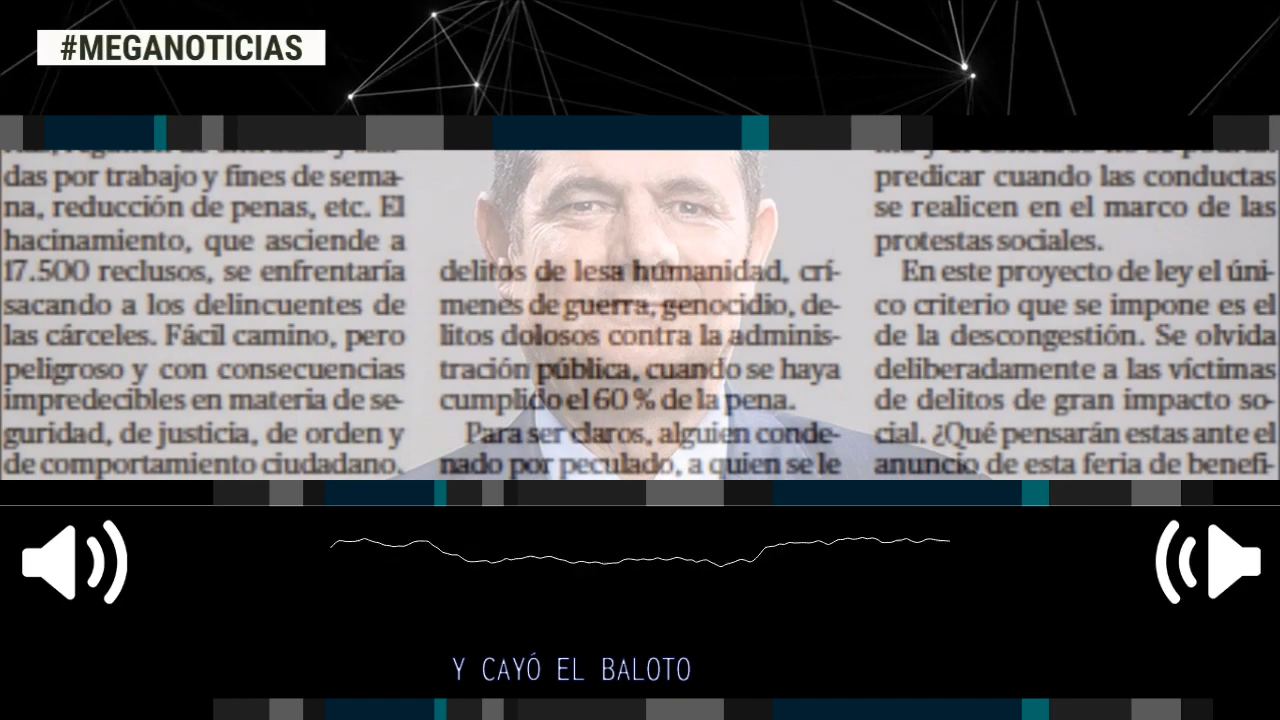 #MEGANOTICIAS
das por trabajo y fines de sema-
na, reducción de penas, etc. El
hacinamiento, que asciende a
17.500 reclusos, se enfrentaría
sacando a los delincuentes de
las cárceles. Fácil camino, pero
peligroso y con consecuencias
impredecibles en materia de se-
guridad, de justicia, de orden y
de comportamiento ciudadano.
delitos de lesa humanidad, crí-
menes de guerra, genocidio, de-
litos dolosos contra la adminis-
tración pública, cuando se haya
cumplido el 60 % de la pena.
Para ser claros, alguien conde-
nado por peculado, a quien se le
predicar cuando las conductas
se realicen en el marco de las
protestas sociales.
En este proyecto de ley el úni-
co criterio que se impone es el
de la descongestión. Se olvida
deliberadamente a las víctimas
de delitos de gran impacto so-
cial. ¿Qué pensarán estas ante el
anuncio de esta feria de benefi-
Y CAYÓ EL BALOTO